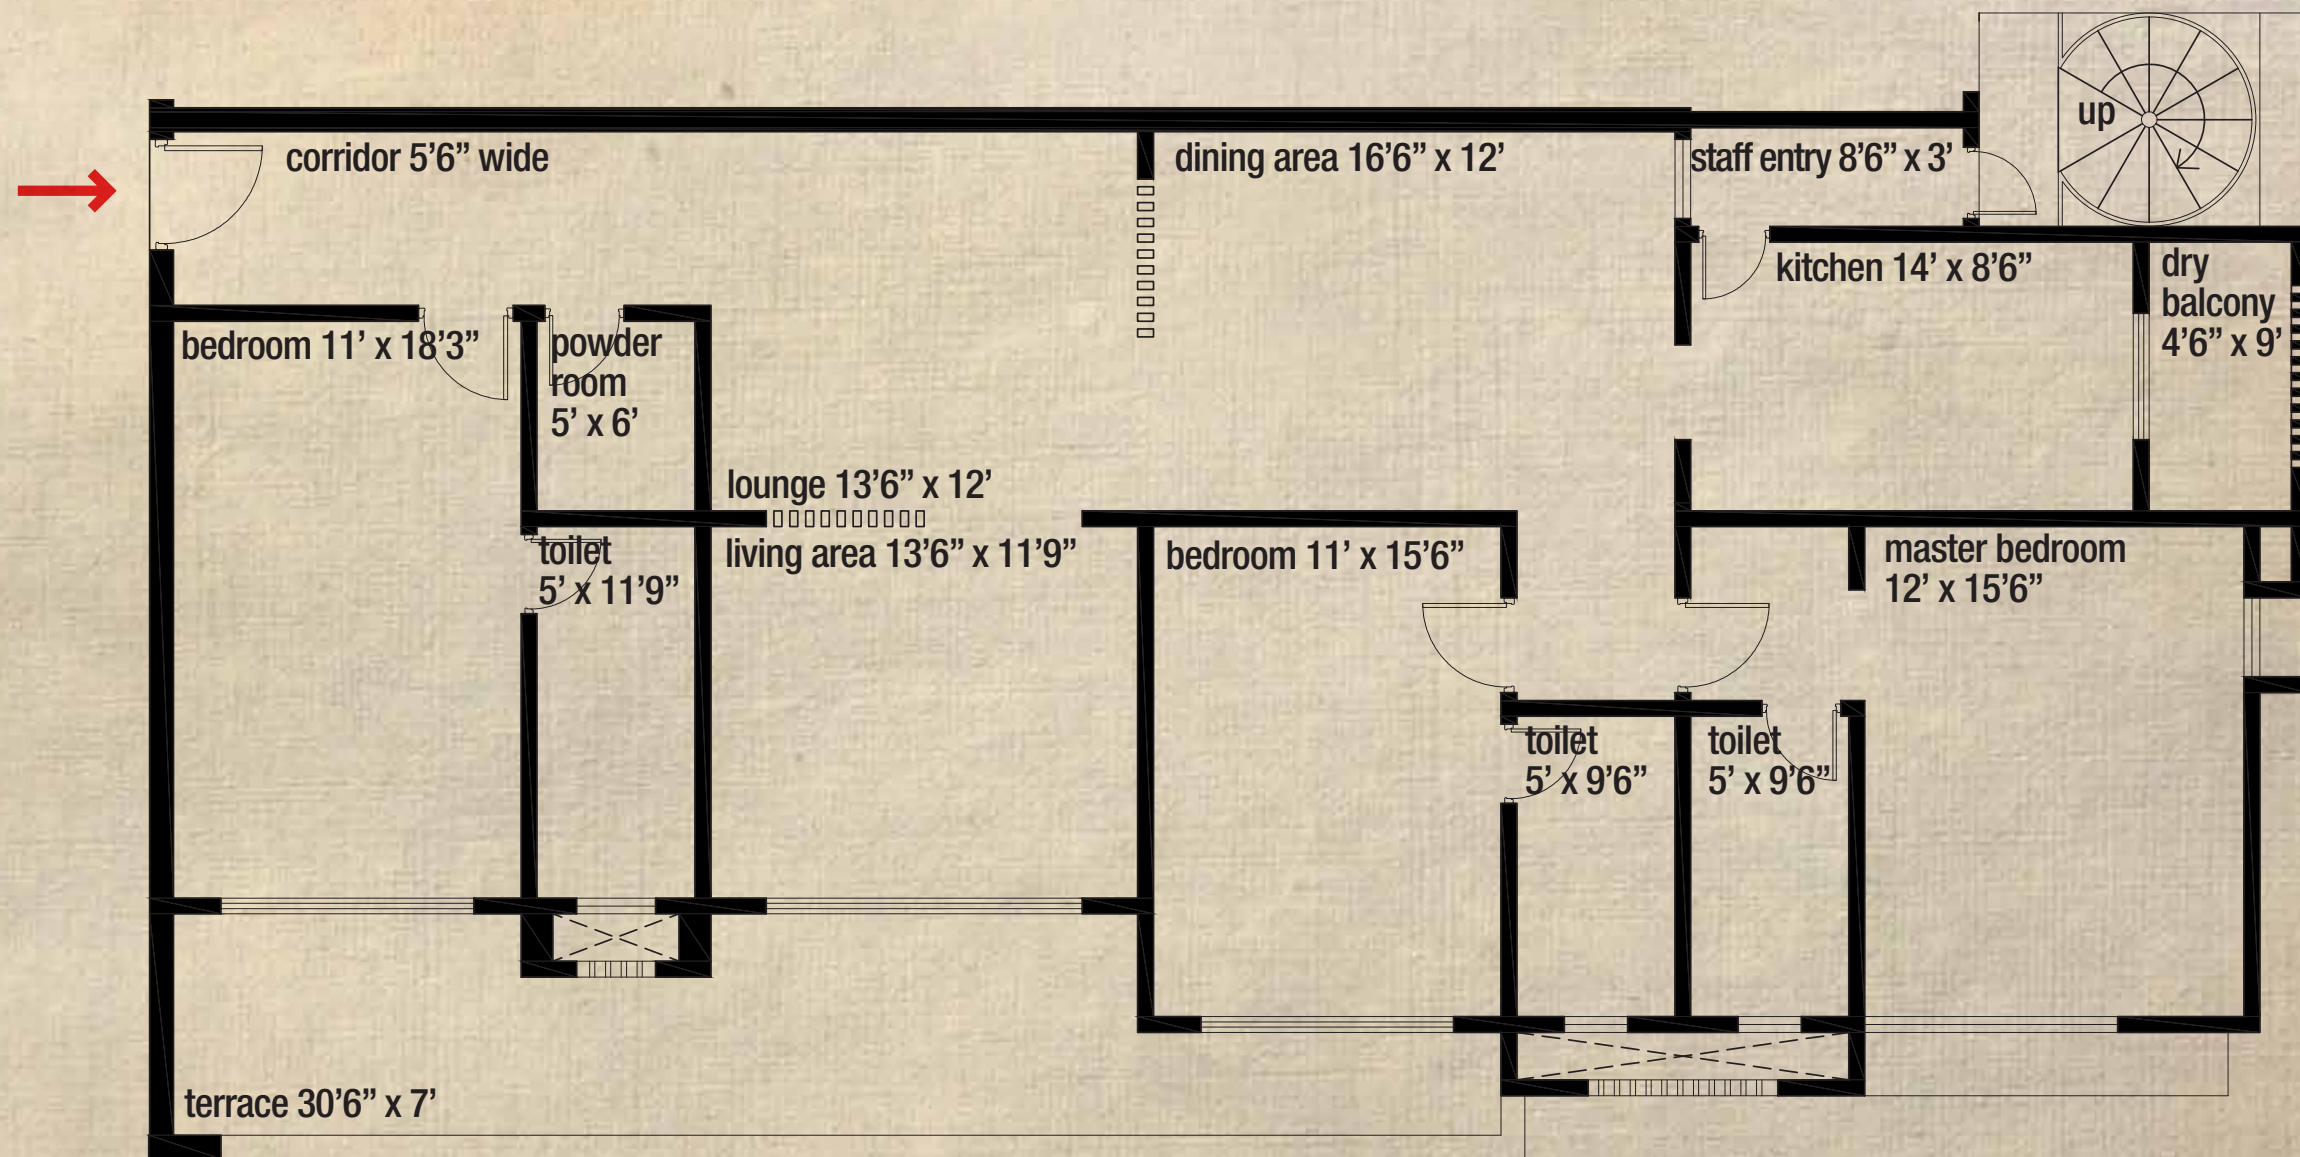 up
corridor 5’6” wide
dining area 16’6” x 12’
staff entry 8’6” x 3’
kitchen 14’ x 8’6”
dry
balcony
4’6” x 9’
bedroom 11’ x 18’3”
powder
room
5’ x 6’
lounge 13’6” x 12’
toilet
5’ x 11’9”
living area 13’6” x 11’9”
bedroom 11’ x 15’6”
master bedroom
12’ x 15’6”
toilet
5’ x 9’6”
toilet
5’ x 9’6”
terrace 30’6” x 7’